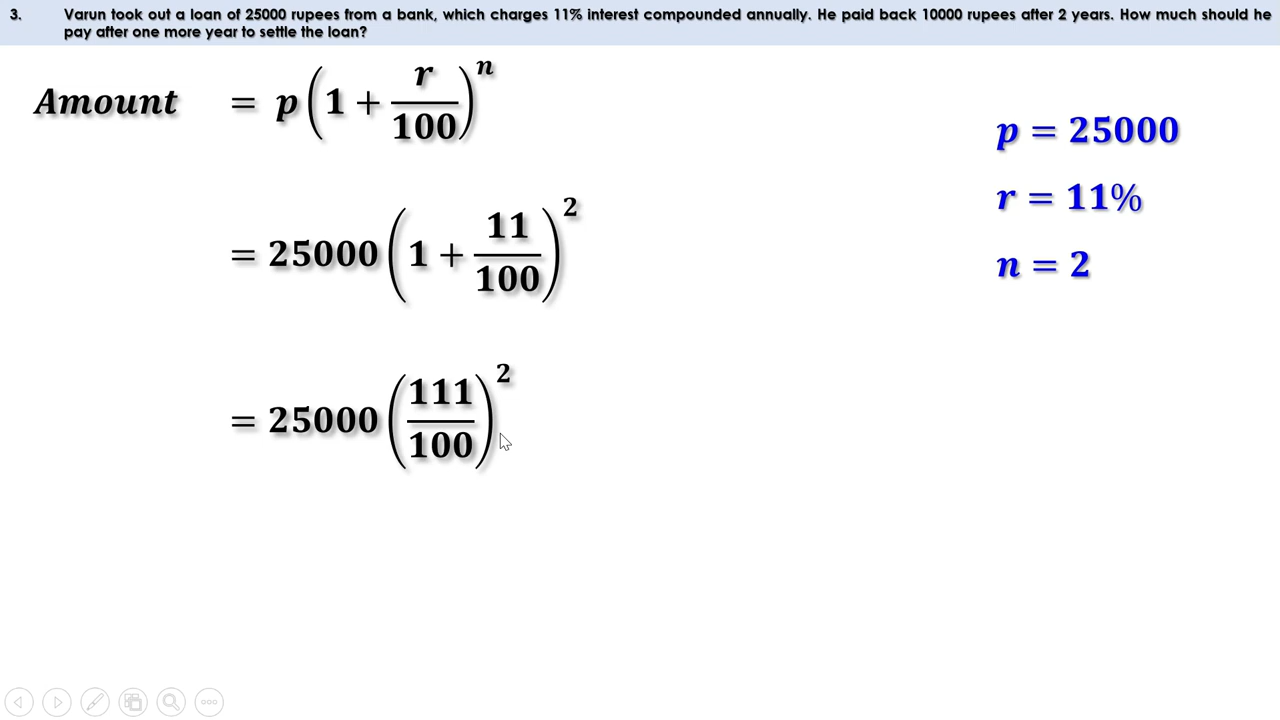 3. Varun took out a loan of 25000 rupees from a bank, which charges 11% interest compounded annually. He paid back 10000 rupees after 2 years. How much should he
pay after one more year to settle the loan?
Amount = p(1 + r/100)^n
= 25000(1 + 11/100)^2
= 25000(111/100)^2
p = 25000
r = 11%
n = 2